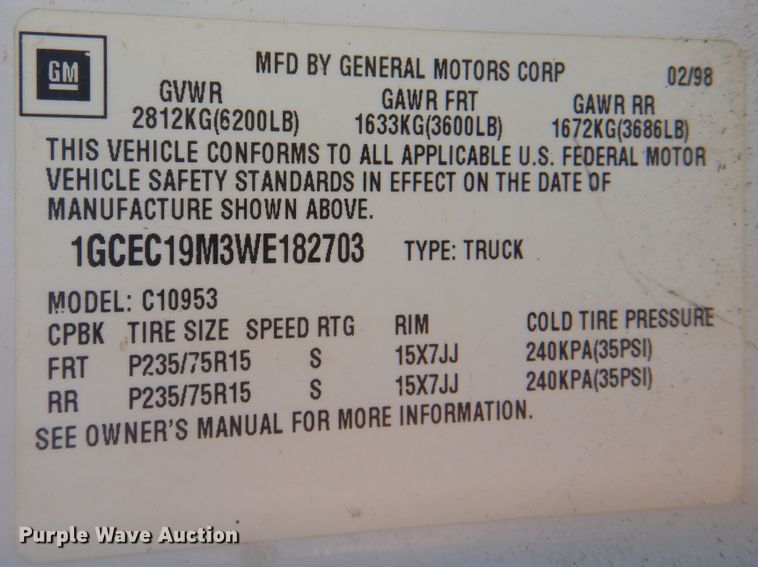 GM
MFD BY GENERAL MOTORS CORP 02/98
GVWR GAWR FRT GAWR RR
2812KG(6200LB) 1633KG(3600LB) 1672KG(3686LB)
THIS VEHICLE CONFORMS TO ALL APPLICABLE U.S. FEDERAL MOTOR
VEHICLE SAFETY STANDARDS IN EFFECT ON THE DATE OF
MANUFACTURE SHOWN ABOVE.
1GCEC19M3WE182703 TYPE: TRUCK
MODEL: C10953
CPBK TIRE SIZE SPEED RTG RIM COLD TIRE PRESSURE
FRT P235/75R15 S 15X7JJ 240KPA(35PSI)
RR P235/75R15 S 15X7JJ 240KPA(35PSI)
SEE OWNER'S MANUAL FOR MORE INFORMATION.
Purple Wave Auction